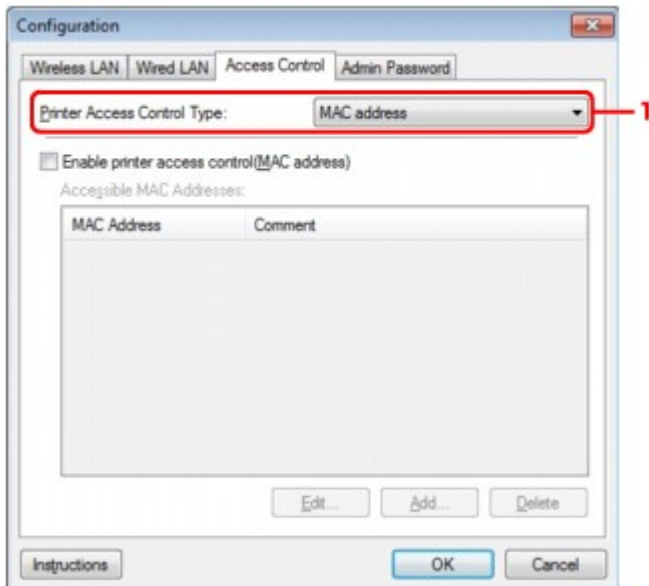 Configuration
Wireless LAN Wired LAN Access Control Admin Password
Printer Access Control Type: MAC address 1
Enable printer access control(MAC address)
Accessible MAC Addresses:
MAC Address Comment
Edit... Add... Delete
Instructions OK Cancel